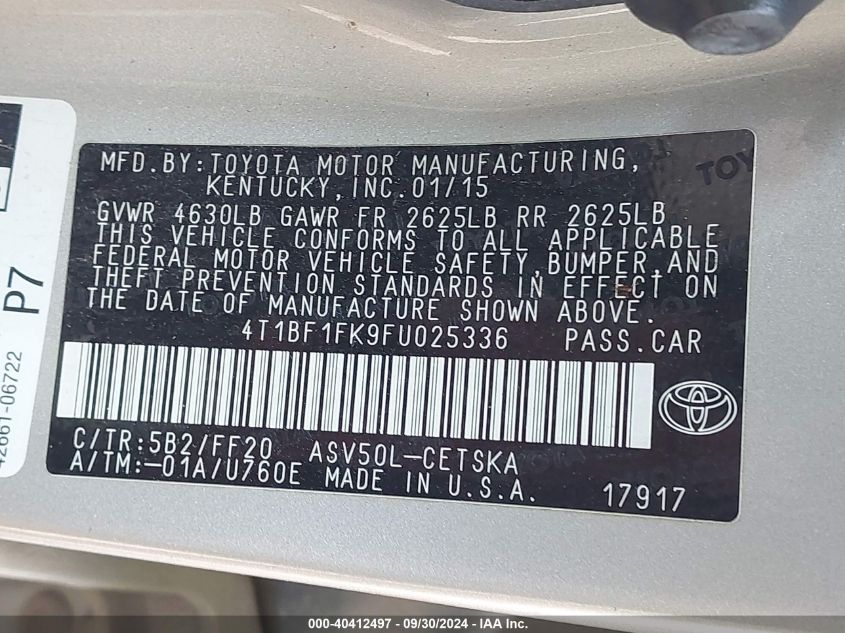 MFD.BY:TOYOTA MOTOR MANUFACTURING,
KENTUCKY,INC.01/15
GVWR 4630LB GAWR FR 2625LB RR 2625LB
THIS VEHICLE CONFORMS TO ALL APPLICABLE
FEDERAL MOTOR VEHICLE SAFETY,BUMPER,AND
THEFT PREVENTION STANDARDS IN EFFECT ON
THE DATE OF MANUFACTURE SHOWN ABOVE.
4T1BF1FK9FU025336 PASS.CAR
C/TR:5B2/FF20 ASV50L-CETSKA
A/TM:-01A/U760E MADE IN U.S.A. 17917
P7
42661-06722
TOYO
000-40412497 - 09/30/2024 - IAA Inc.